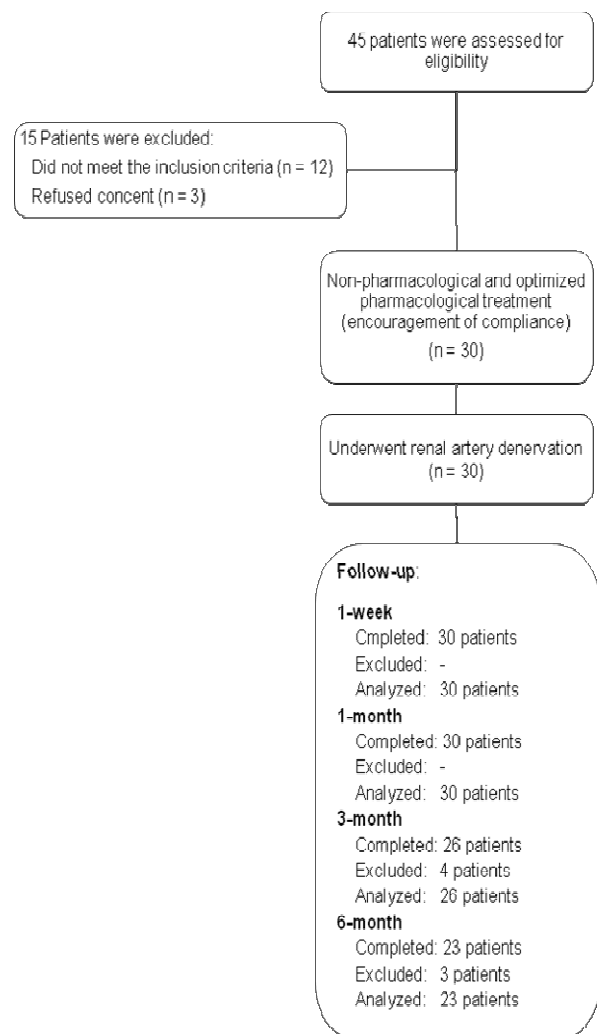 45 patients were assessed for
eligibility
15 Patients were excluded:
Did not meet the inclusion criteria (n = 12)
Refused concent (n = 3)
Non-pharmacological and optimized
pharmacological treatment
(encouragement of compliance)
(n = 30)
Underwent renal artery denervation
(n = 30)
Follow-up:
1-week
Cmpleted: 30 patients
Excluded: -
Analyzed: 30 patients
1-month
Completed: 30 patients
Excluded: -
Analyzed: 30 patients
3-month
Completed: 26 patients
Excluded: 4 patients
Analyzed: 26 patients
6-month
Completed: 23 patients
Excluded: 3 patients
Analyzed: 23 patients